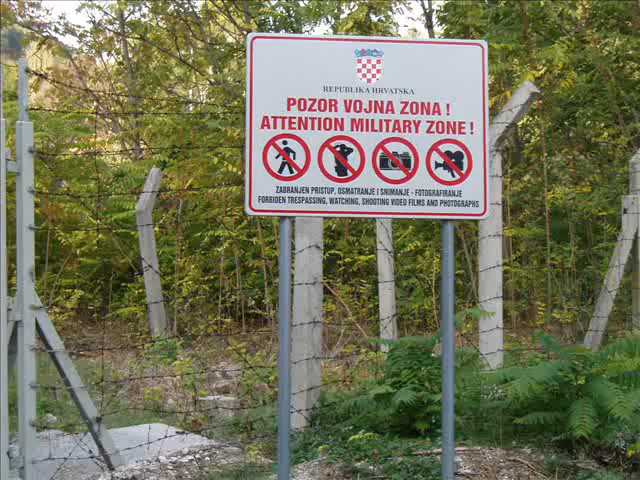 REPUBLIKA HRVATSKA
POZOR VOJNA ZONA !
ATTENTION MILITARY ZONE !
ZABRANJEN PRISTUP, OSMATRANJE I SNIMANJE - FOTOGRAFIRANJE
FORBIDEN TRESPASSING, WATCHING, SHOOTING VIDEO FILMS AND PHOTOGRAPHS